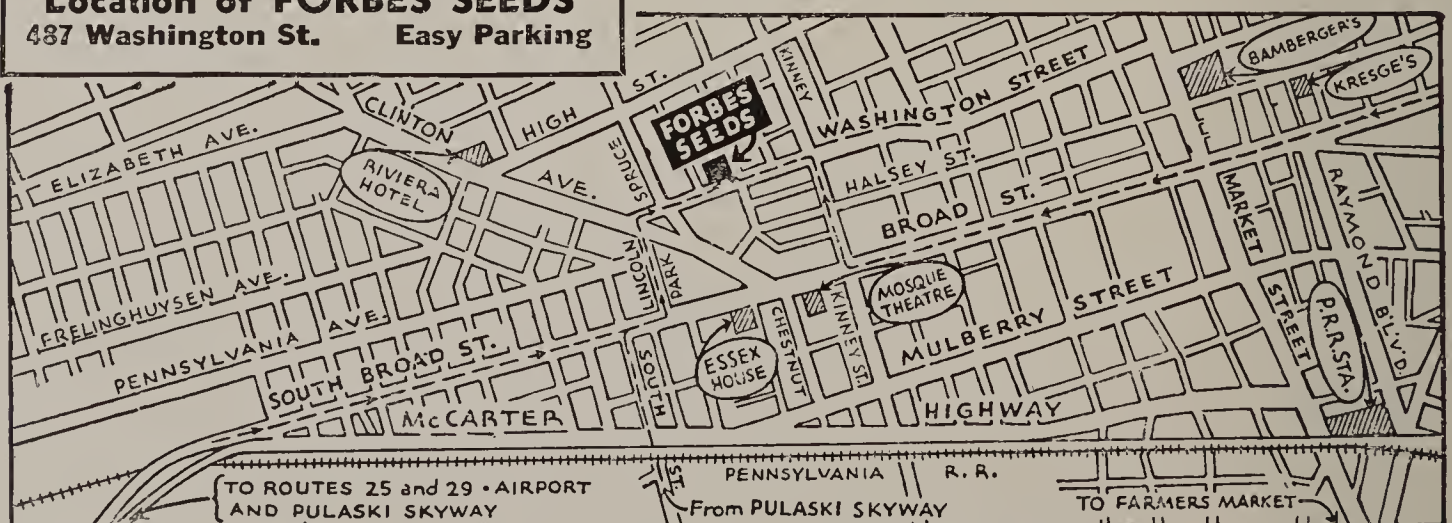 Location of FORBES SEEDS
487 Washington St. Easy Parking
ELIZABETH AVE.
CLINTON
AVE.
HIGH ST.
KINNEY
SPRUCE
FORBES
SEEDS
WASHINGTON STREET
BAMBERGER'S
KRESGE'S
RIVIERA
HOTEL
HALSEY ST.
BROAD ST.
MARKET
STREET
RAYMOND BLV'D.
LINCOLN
PARK
FRELINGHUYSEN AVE.
PENNSYLVANIA AVE.
SOUTH BROAD ST.
MOSQUE
THEATRE
KINNEY ST.
MULBERRY STREET
P.R.R. STA.
ESSEX
HOUSE
CHESTNUT
SOUTH
ST.
McCARTER HIGHWAY
PENNSYLVANIA R. R.
TO ROUTES 25 and 29 • AIRPORT
AND PULASKI SKYWAY
From PULASKI SKYWAY
TO FARMERS MARKET